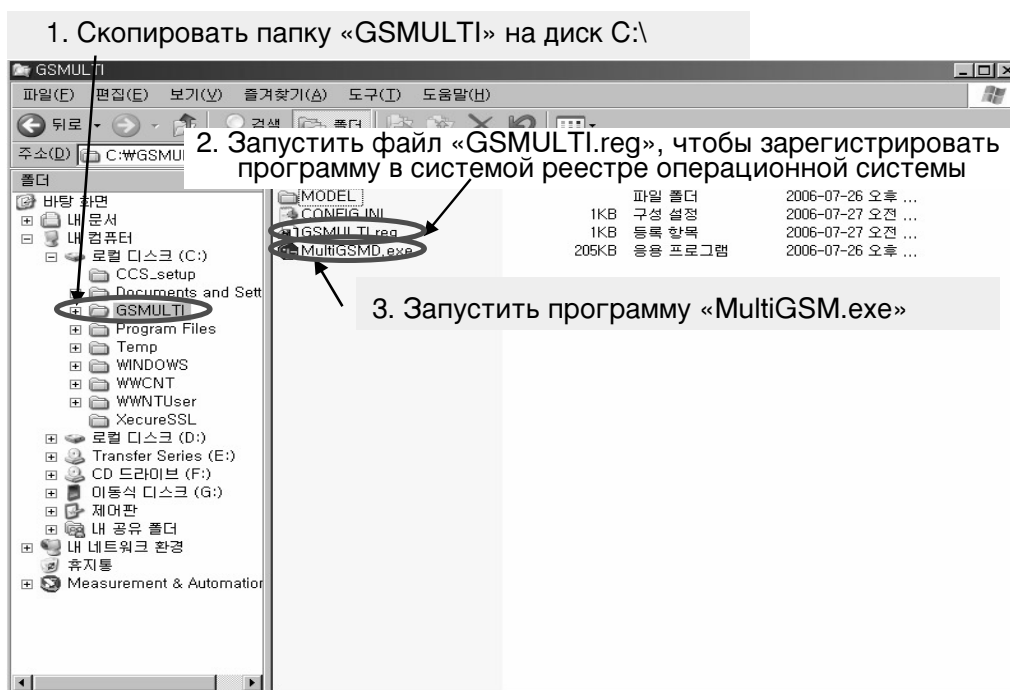 1. Скопировать папку «GSMULTI» на диск C:\
GSMULTI
파일(F) 편집(E) 보기(V) 즐겨찾기(A) 도구(T) 도움말(H)
뒤로 검색 폴더
주소(D) C:₩GSMUL
2. Запустить файл «GSMULTI.reg», чтобы зарегистрировать
программу в системой реестре операционной системы
폴더
바탕 화면
내 문서
내 컴퓨터
로컬 디스크 (C:)
CCS_setup
Documents and Sett
GSMULTI
Program Files
Temp
WINDOWS
WWCNT
WWNTUser
XecureSSL
로컬 디스크 (D:)
Transfer Series (E:)
CD 드라이브 (F:)
이동식 디스크 (G:)
제어판
내 공유 폴더
내 네트워크 환경
휴지통
Measurement & Automation
MODEL 파일 폴더 2006-07-26 오후 ...
CONFIG.INI 1KB 구성 설정 2006-07-27 오전 ...
GSMULTI.reg 1KB 등록 항목 2006-07-27 오전 ...
MultiGSMD.exe 205KB 응용 프로그램 2006-07-26 오후 ...
3. Запустить программу «MultiGSM.exe»